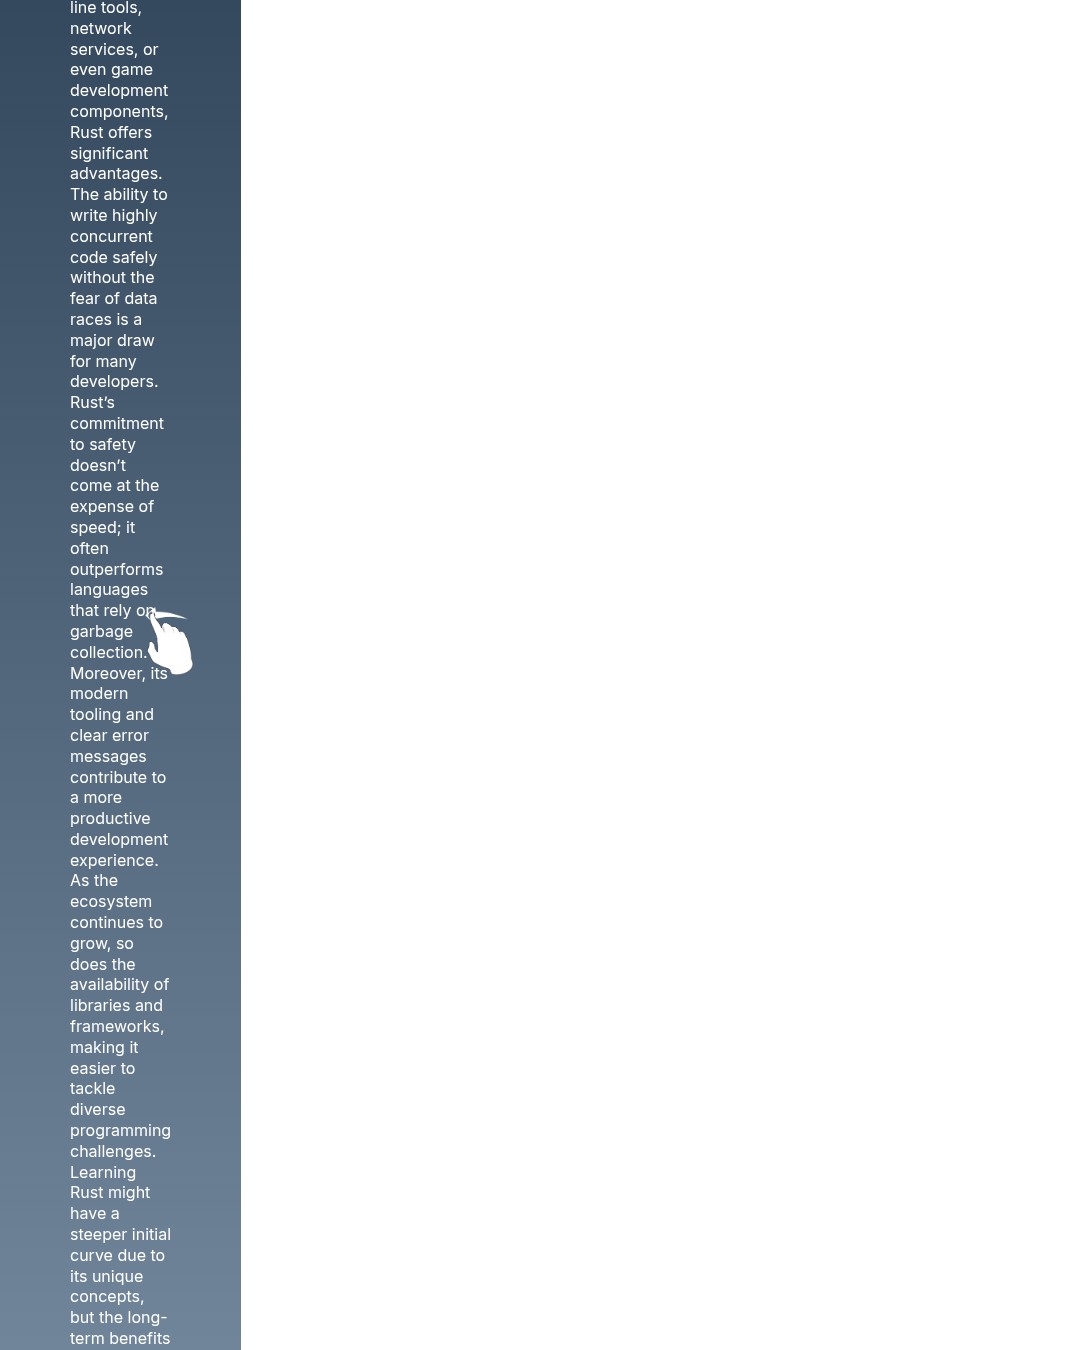 line tools,
network
services, or
even game
development
components,
Rust offers
significant
advantages.
The ability to
write highly
concurrent
code safely
without the
fear of data
races is a
major draw
for many
developers.
Rust’s
commitment
to safety
doesn’t
come at the
expense of
speed; it
often
outperforms
languages
that rely on
garbage
collection.
Moreover, its
modern
tooling and
clear error
messages
contribute to
a more
productive
development
experience.
As the
ecosystem
continues to
grow, so
does the
availability of
libraries and
frameworks,
making it
easier to
tackle
diverse
programming
challenges.
Learning
Rust might
have a
steeper initial
curve due to
its unique
concepts,
but the long-
term benefits